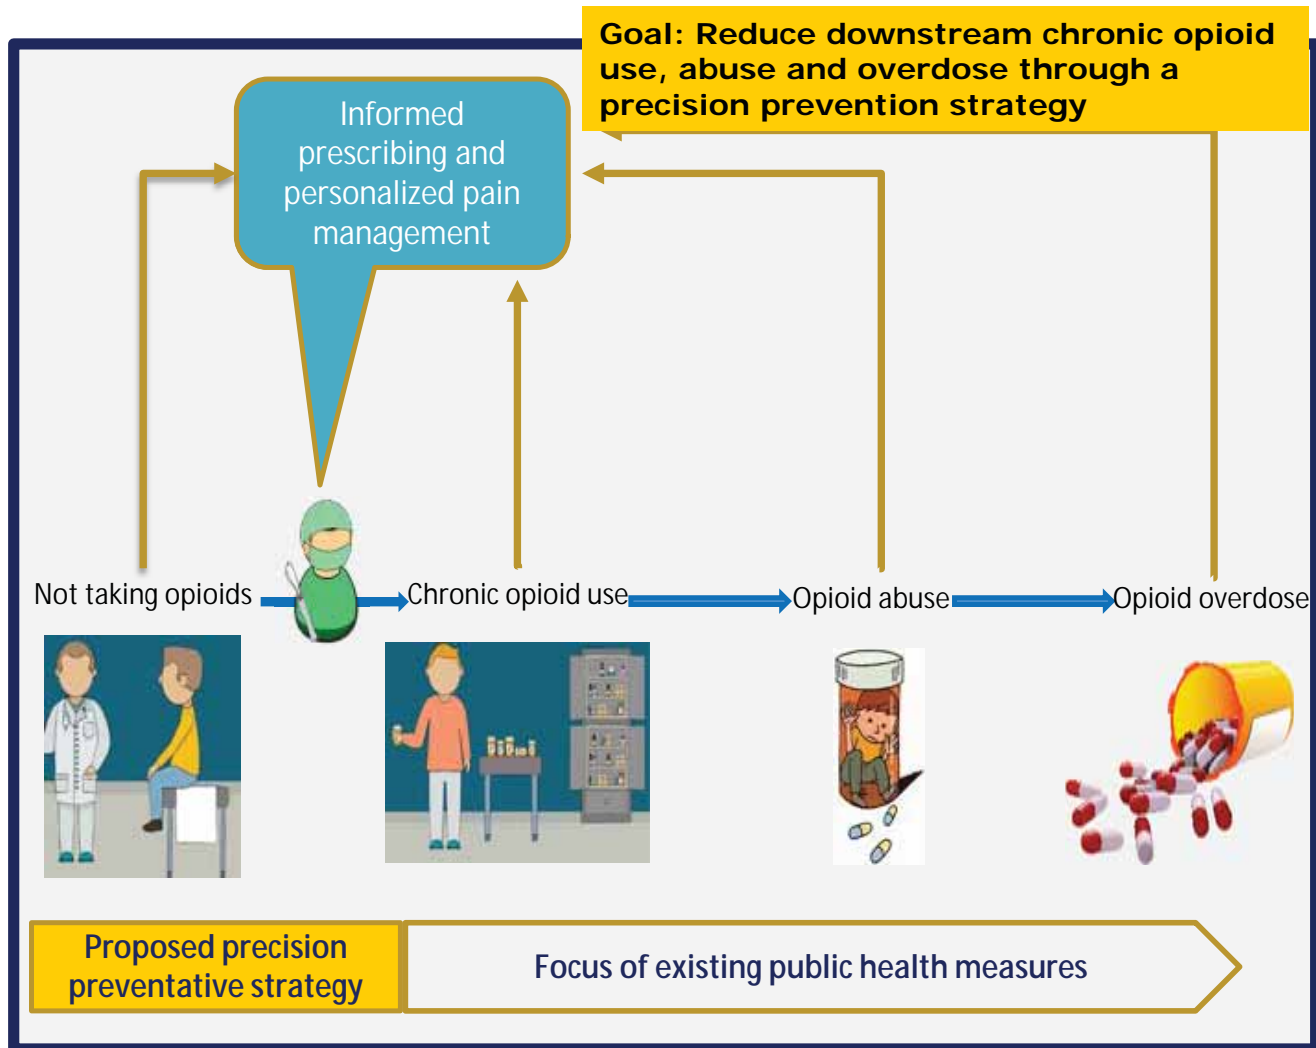 Goal: Reduce downstream chronic opioid
use, abuse and overdose through a
precision prevention strategy
Informed
prescribing and
personalized pain
management
Not taking opioids
Chronic opioid use
Opioid abuse
Opioid overdose
Proposed precision
preventative strategy
Focus of existing public health measures